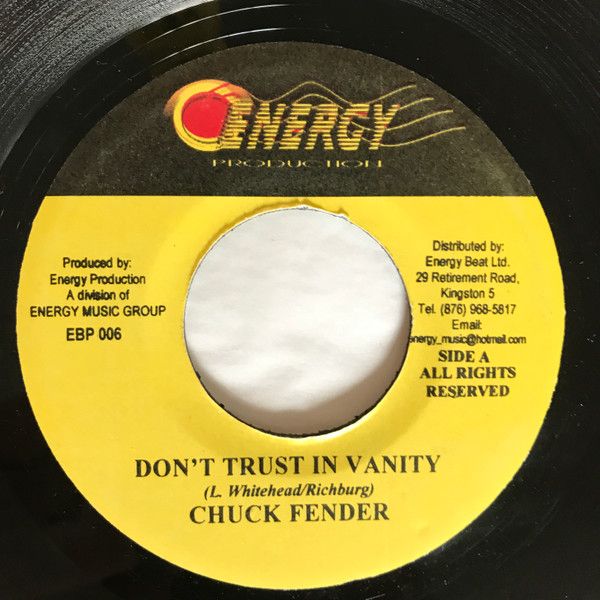 ENERGY
PRODUCTION
Produced by:
Energy Production
A division of
ENERGY MUSIC GROUP
EBP 006
Distributed by:
Energy Beat Ltd.
29 Retirement Road,
Kingston 5
Tel. (876) 968-5817
Email:
energy_music@hotmail.com
SIDE A
ALL RIGHTS
RESERVED
DON'T TRUST IN VANITY
(L. Whitehead/Richburg)
CHUCK FENDER